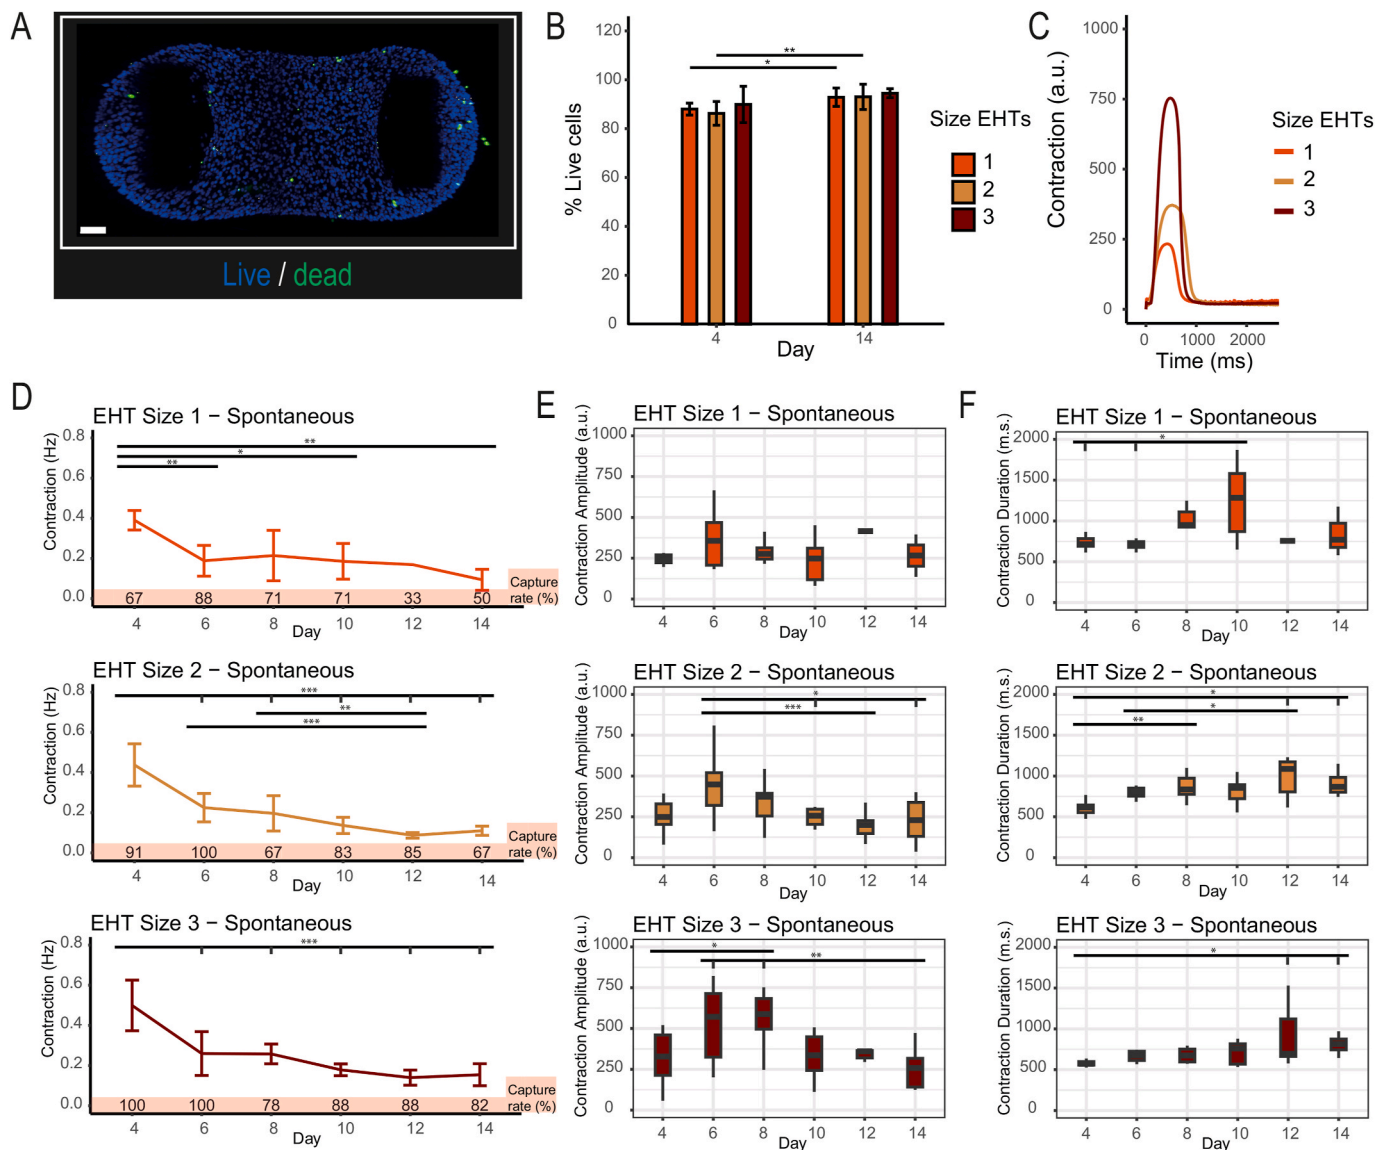 A
Live / dead
B
% Live cells
120
100
80
60
40
20
0
**
*
4
14
Day
Size EHTs
1
2
3
C
Contraction (a.u.)
1000
750
500
250
0
0
1000
2000
Time (ms)
Size EHTs
1
2
3
D
EHT Size 1 – Spontaneous
Contraction (Hz)
0.8
0.4
0.2
0.0
**
*
**
Capture
rate (%)
67 88 71 71 33 50
4 6 8 10 12 14
Day
EHT Size 2 – Spontaneous
Contraction (Hz)
0.8
0.4
0.2
0.0
***
**
***
Capture
rate (%)
91 100 67 83 85 67
4 6 8 10 12 14
Day
EHT Size 3 – Spontaneous
Contraction (Hz)
0.8
0.4
0.2
0.0
***
Capture
rate (%)
100 100 78 88 88 82
4 6 8 10 12 14
Day
E
EHT Size 1 – Spontaneous
Contraction Amplitude (a.u.)
1000
750
500
250
0
4 6 8 10 12 14
Day
EHT Size 2 – Spontaneous
Contraction Amplitude (a.u.)
1000
750
500
250
0
*
***
4 6 8 10 12 14
Day
EHT Size 3 – Spontaneous
Contraction Amplitude (a.u.)
1000
750
500
250
0
*
**
4 6 8 10 12 14
Day
F
EHT Size 1 – Spontaneous
Contraction Duration (m.s.)
2000
1500
1000
500
0
*
4 6 8 10 12 14
Day
EHT Size 2 – Spontaneous
Contraction Duration (m.s.)
2000
1500
1000
500
0
*
*
**
4 6 8 10 12 14
Day
EHT Size 3 – Spontaneous
Contraction Duration (m.s.)
2000
1500
1000
500
0
*
4 6 8 10 12 14
Day